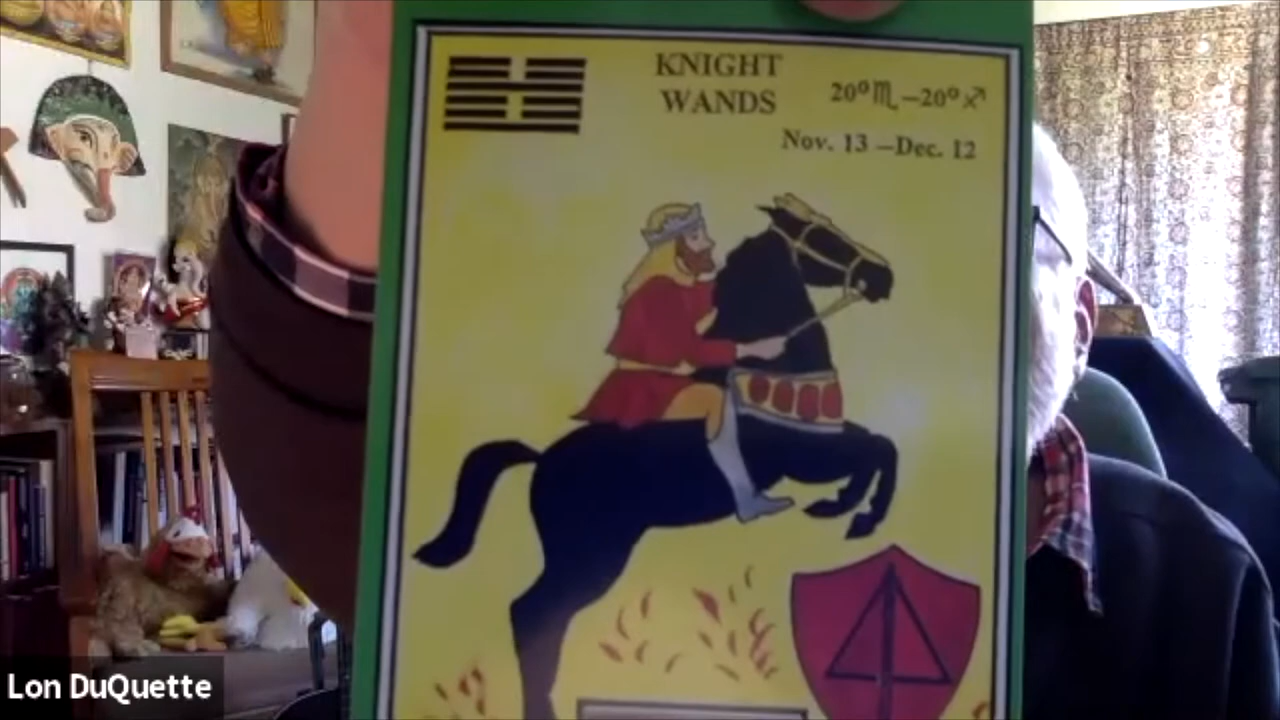 KNIGHT
WANDS
20° ♏ – 20° ♐
Nov. 13 – Dec. 12
Lon DuQuette